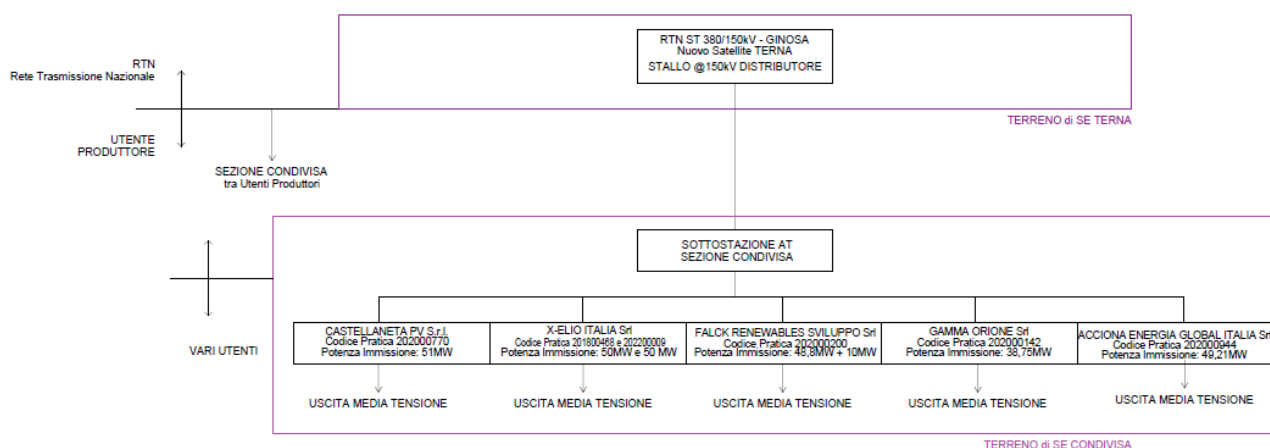 RTN ST 380/150kV - GINOSA
Nuovo Satellite TERNA
STALLO @150kV DISTRIBUTORE
RTN
Rete Trasmissione Nazionale
TERRENO di SE TERNA
UTENTE
PRODUTTORE
SEZIONE CONDIVISA
tra Utenti Produttori
SOTTOSTAZIONE AT
SEZIONE CONDIVISA
VARI UTENTI
CASTELLANETA PV S.r.l.
Codice Pratica 202000770
Potenza Immissione: 51MW
X-ELIO ITALIA Srl
Codice Pratica 201800468 e 202200009
Potenza Immissione: 50MW e 50 MW
FALCK RENEWABLES SVILUPPO Srl
Codice Pratica 202000200
Potenza Immissione: 48,8MW + 10MW
GAMMA ORIONE Srl
Codice Pratica 202000142
Potenza Immissione: 38,75MW
ACCIONA ENERGIA GLOBAL ITALIA Srl
Codice Pratica 202000944
Potenza Immissione: 49,21MW
USCITA MEDIA TENSIONE
USCITA MEDIA TENSIONE
USCITA MEDIA TENSIONE
USCITA MEDIA TENSIONE
USCITA MEDIA TENSIONE
TERRENO di SE CONDIVISA